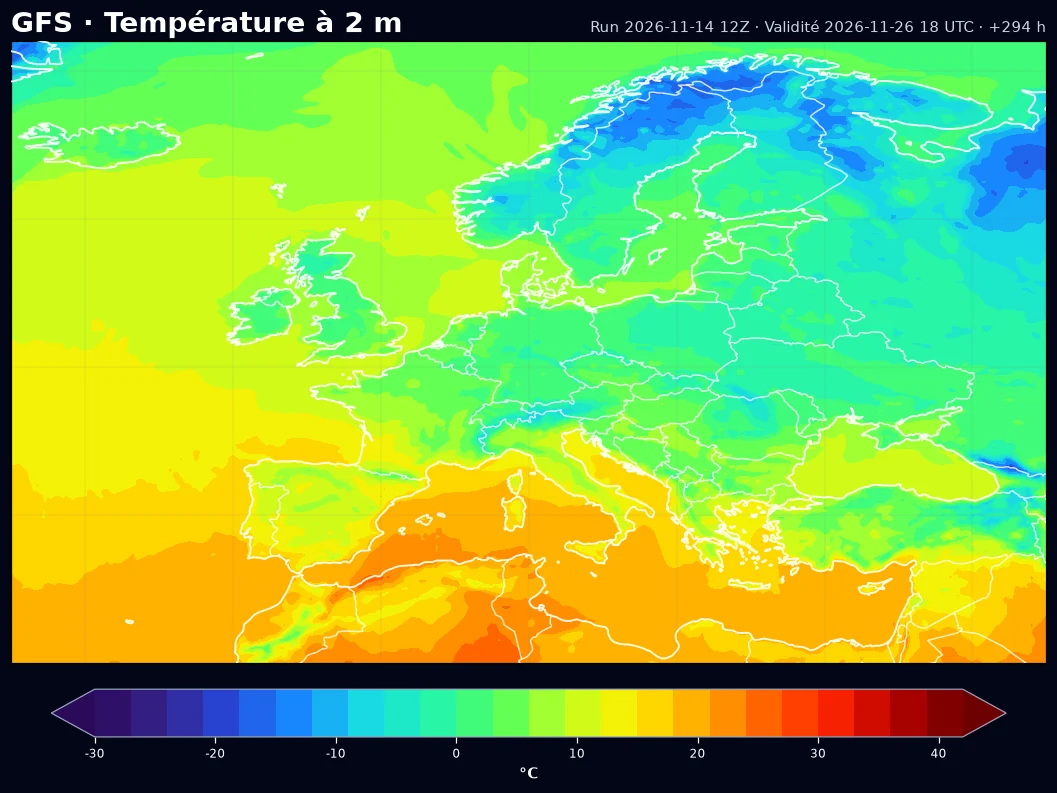 GFS · Température à 2 m
Run 2026-11-14 12Z · Validité 2026-11-26 18 UTC · +294 h
-30 -20 -10 0 10 20 30 40
°C